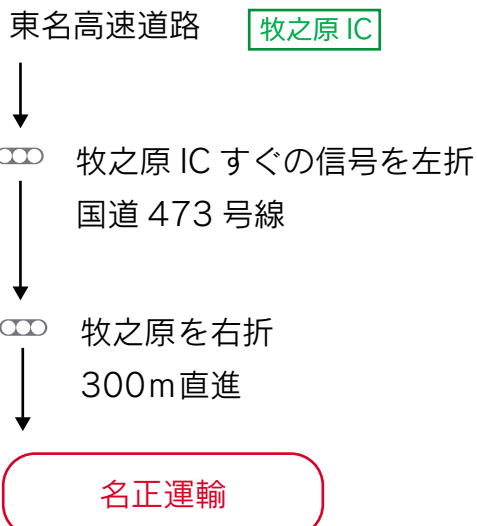 東名高速道路 牧之原 IC
牧之原 IC すぐの信号を左折
国道 473 号線
牧之原を右折
300m直進
名正運輸